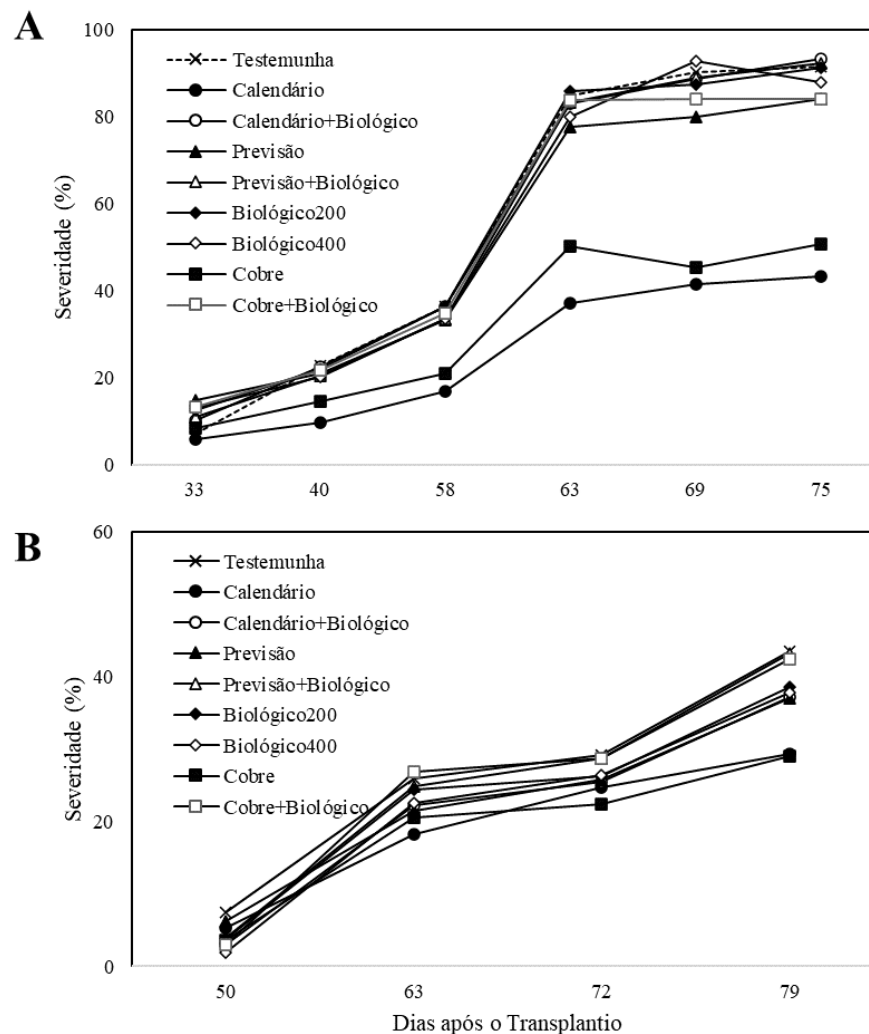 A
100
80
60
40
20
0
Severidade (%)
Testemunha
Calendário
Calendário+Biológico
Previsão
Previsão+Biológico
Biológico200
Biológico400
Cobre
Cobre+Biológico
33 40 58 63 69 75
B
60
40
20
0
Severidade (%)
Testemunha
Calendário
Calendário+Biológico
Previsão
Previsão+Biológico
Biológico200
Biológico400
Cobre
Cobre+Biológico
50 63 72 79
Dias após o Transplantio